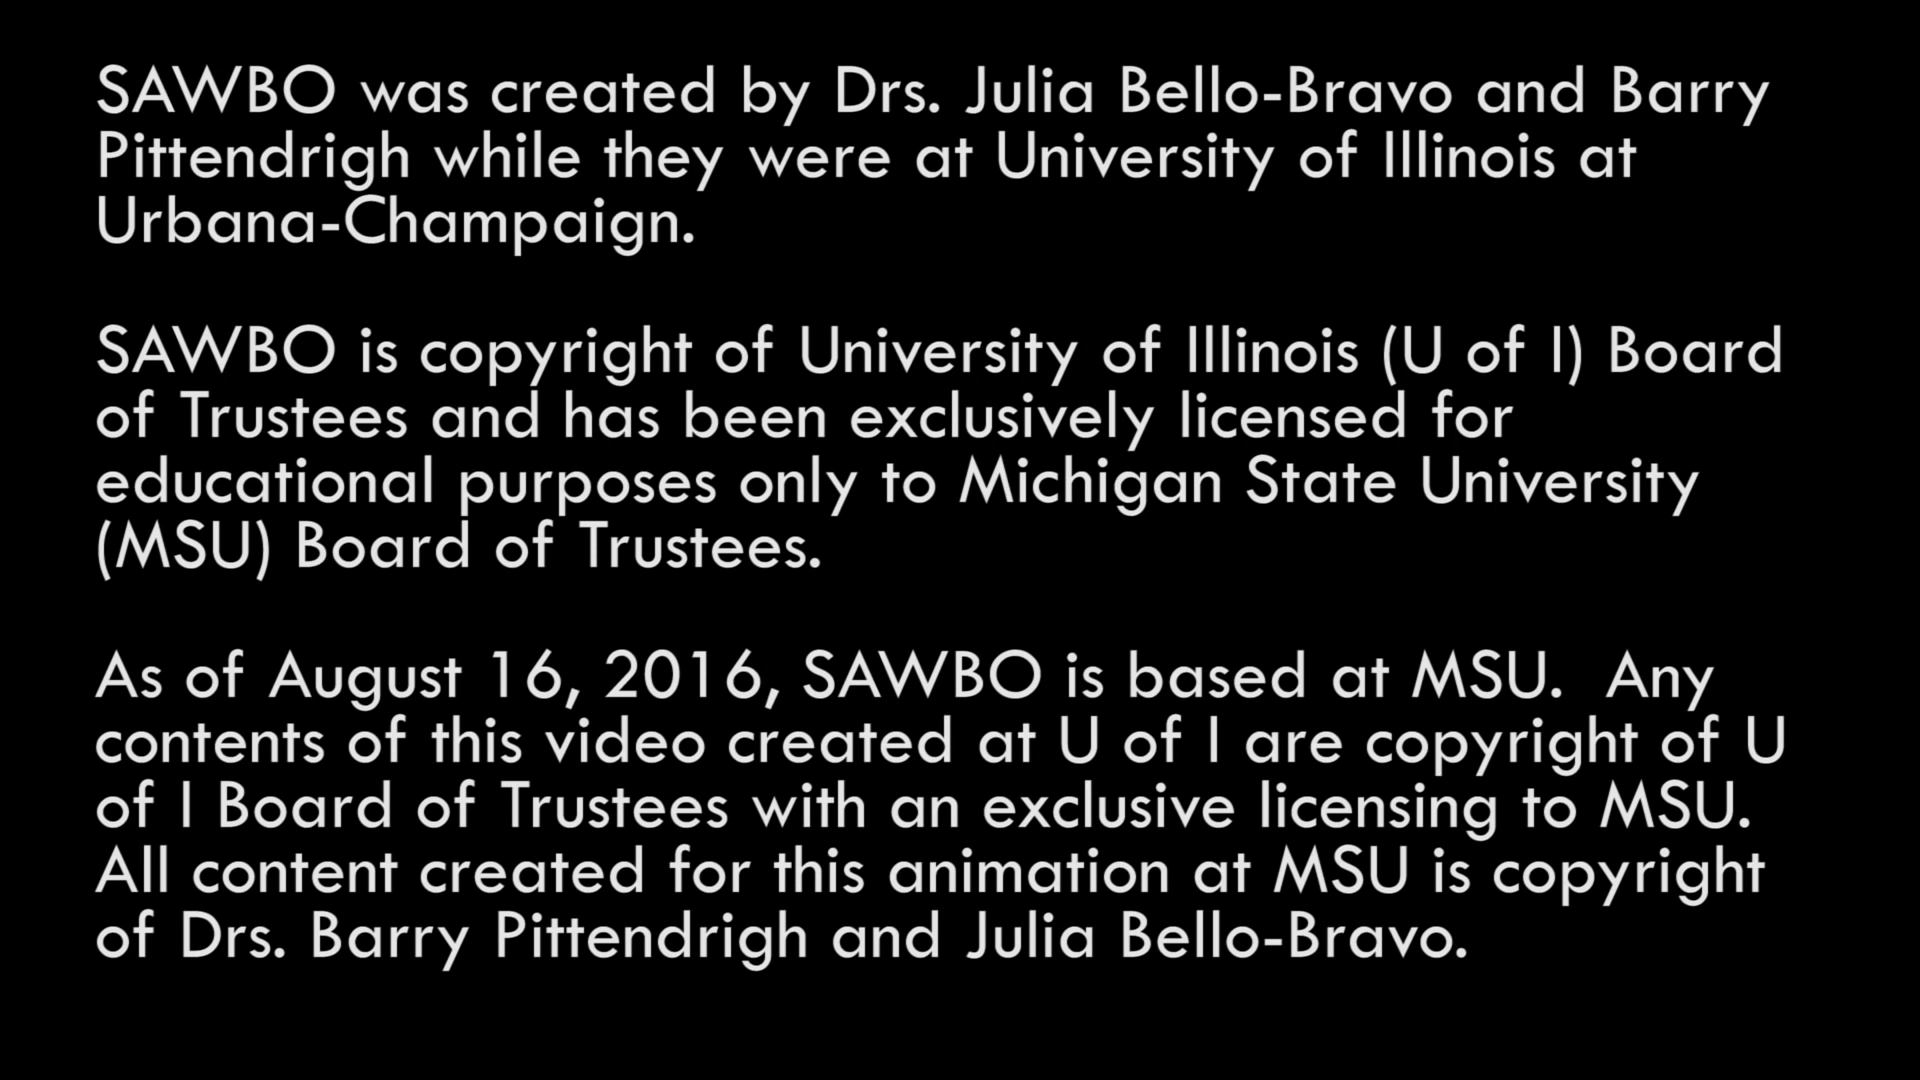 SAWBO was created by Drs. Julia Bello-Bravo and Barry
Pittendrigh while they were at University of Illinois at
Urbana-Champaign.
SAWBO is copyright of University of Illinois (U of I) Board
of Trustees and has been exclusively licensed for
educational purposes only to Michigan State University
(MSU) Board of Trustees.
As of August 16, 2016, SAWBO is based at MSU.  Any
contents of this video created at U of I are copyright of U
of I Board of Trustees with an exclusive licensing to MSU.
All content created for this animation at MSU is copyright
of Drs. Barry Pittendrigh and Julia Bello-Bravo.